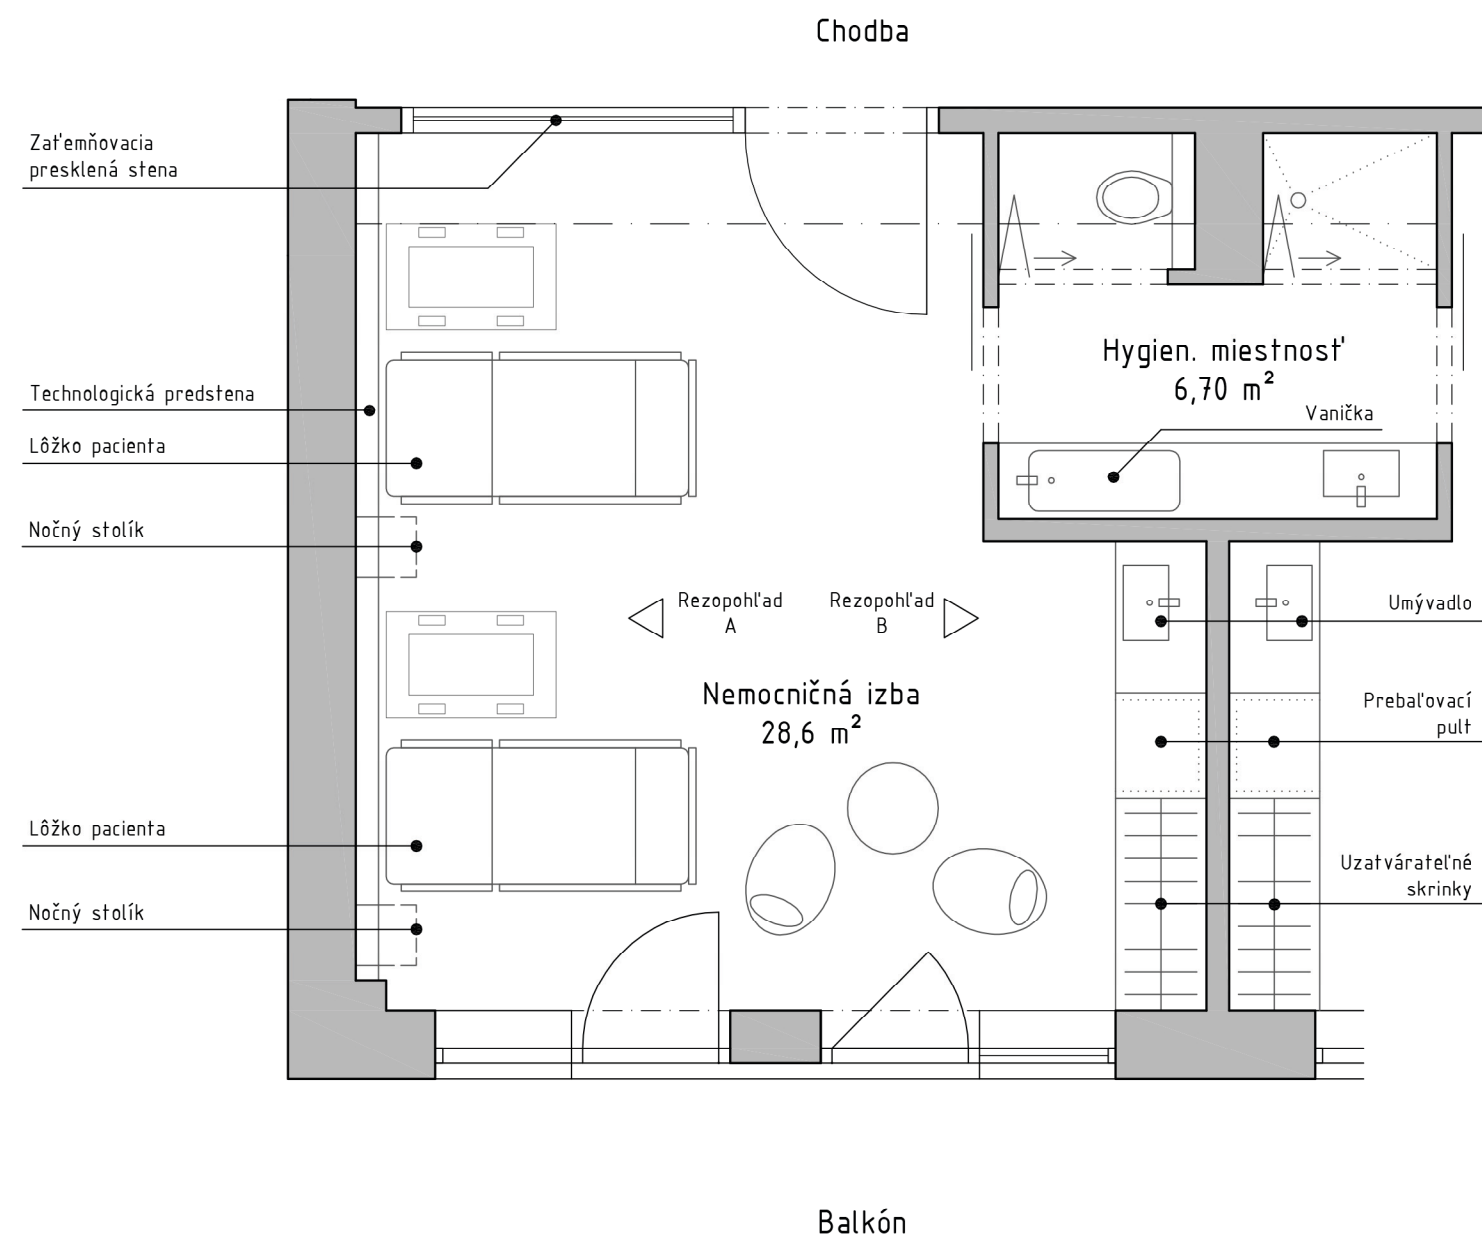 Chodba
Zaťemňovacia
presklená stena
Technologická predstena
Lôžko pacienta
Nočný stolík
Lôžko pacienta
Nočný stolík
Hygien. miestnosť
6,70 m²
Vanička
Rezopohľad
A
Rezopohľad
B
Nemocničná izba
28,6 m²
Umývadlo
Prebaľovací
pult
Uzatvárateľné
skrinky
Balkón